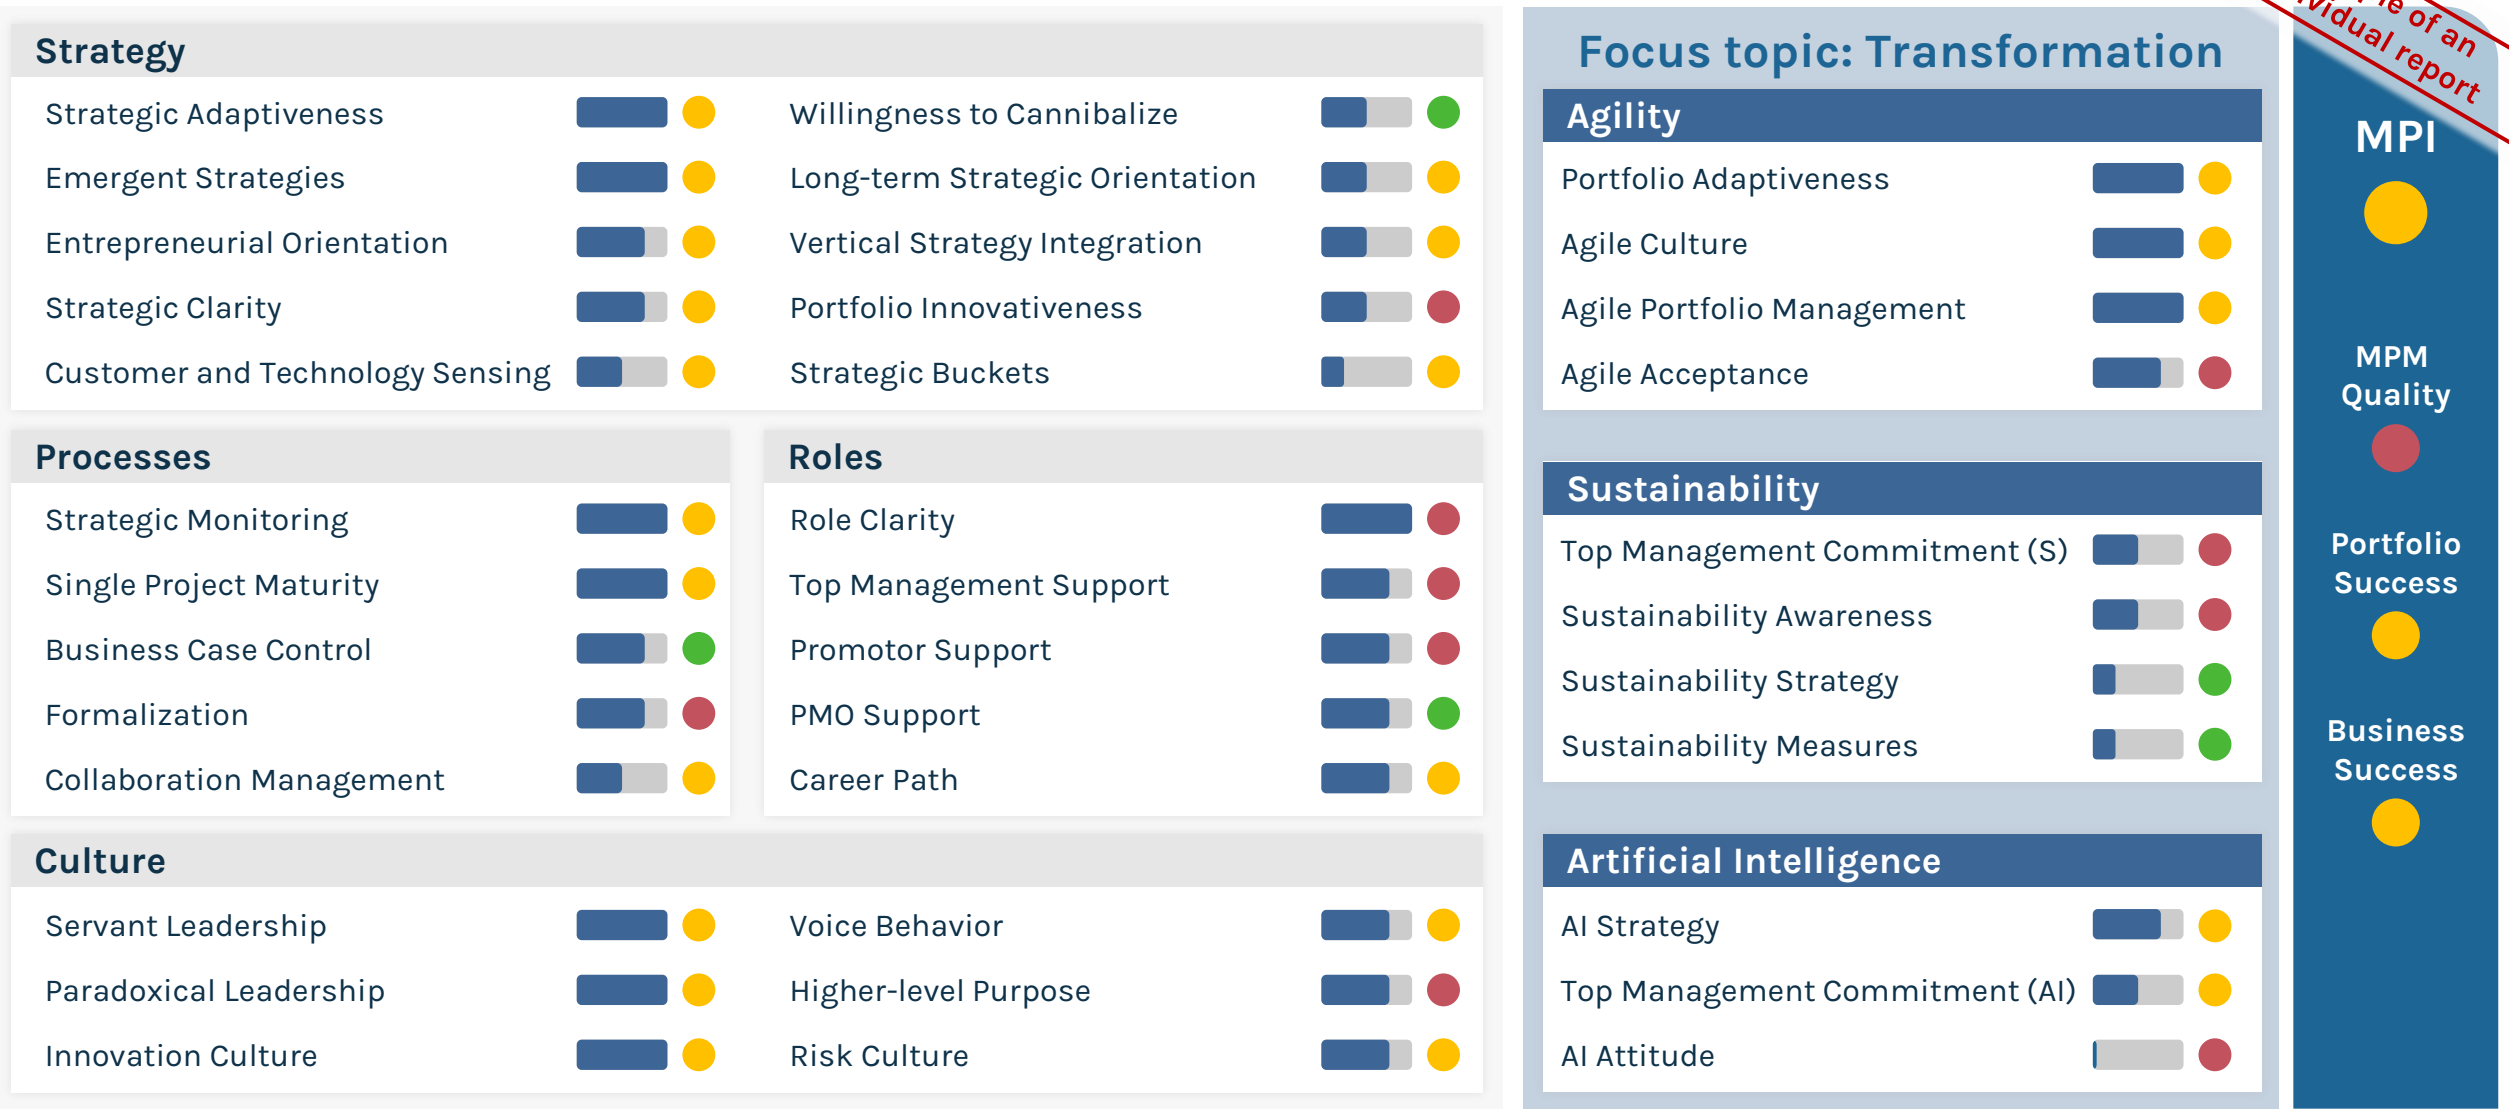 Strategy
Strategic Adaptiveness
Emergent Strategies
Entrepreneurial Orientation
Strategic Clarity
Customer and Technology Sensing
Willingness to Cannibalize
Long-term Strategic Orientation
Vertical Strategy Integration
Portfolio Innovativeness
Strategic Buckets
Processes
Strategic Monitoring
Single Project Maturity
Business Case Control
Formalization
Collaboration Management
Roles
Role Clarity
Top Management Support
Promotor Support
PMO Support
Career Path
Culture
Servant Leadership
Paradoxical Leadership
Innovation Culture
Voice Behavior
Higher-level Purpose
Risk Culture
Focus topic: Transformation
Agility
Portfolio Adaptiveness
Agile Culture
Agile Portfolio Management
Agile Acceptance
Sustainability
Top Management Commitment (S)
Sustainability Awareness
Sustainability Strategy
Sustainability Measures
Artificial Intelligence
AI Strategy
Top Management Commitment (AI)
AI Attitude
of an
report
MPI
MPM
Quality
Portfolio
Success
Business
Success